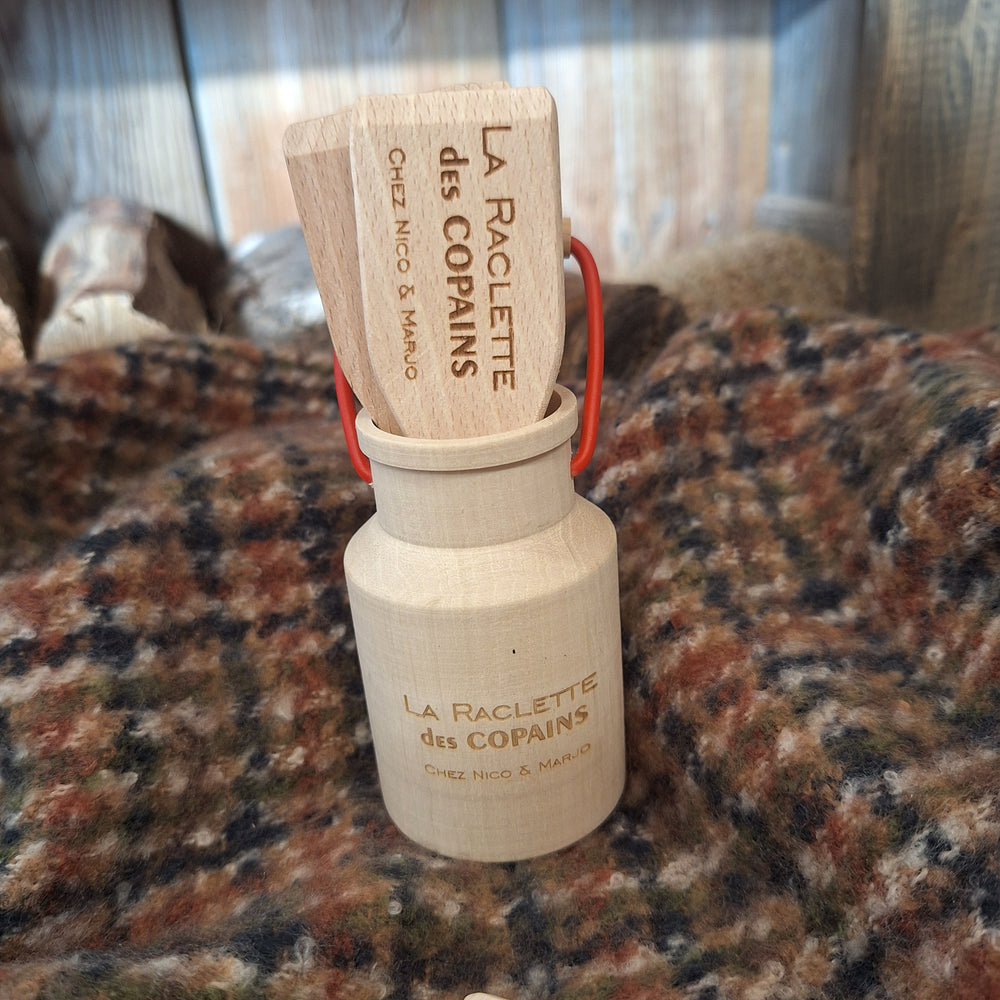 La Raclette
des COPAINS
Chez Nico & Marjo
La Raclette
des COPAINS
Chez Nico & Marjo